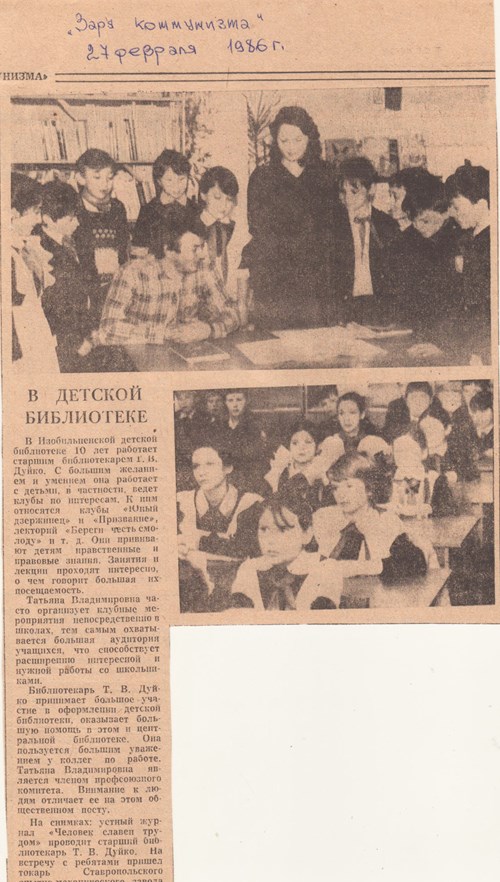 „Заря коммунизма"
27 февраля 1986 г.
УНИЗМА»
В ДЕТСКОЙ
БИБЛИОТЕКЕ
В Изобильненской детской
библиотеке 10 лет работает
старшим библиотекарем Т. В.
Дуйко. С большим желани-
ем и умением она работает
с детьми, в частности, ведет
клубы по интересам. К ним
относятся клубы «Юный
дзержинец» и «Призвание»,
лекторий «Береги честь смо-
лоду» и т. д. Они привива-
ют детям нравственные и
правовые знания. Занятия и
лекции проходят интересно,
о чем говорит большая их
посещаемость.
Татьяна Владимировна ча-
сто организует клубные ме-
роприятия непосредственно в
школах, тем самым охваты-
вается большая аудитория
учащихся, что способствует
расширению интересной и
нужной работы со школьни-
ками.
Библиотекарь Т. В. Дуй-
ко принимает большое уча-
стие в оформлении детской
библиотеки, оказывает боль-
шую помощь в этом и цент-
ральной библиотеке. Она
пользуется большим уваже-
нием у коллег по работе.
Татьяна Владимировна яв-
ляется членом профсоюзного
комитета. Внимание к лю-
дям отличает ее на этом об-
щественном посту.
На снимках: устный жур-
нал «Человек славен тру-
дом» проводит старший биб-
лиотекарь Т. В. Дуйко. На
встречу с ребятами пришел
токарь Ставропольского